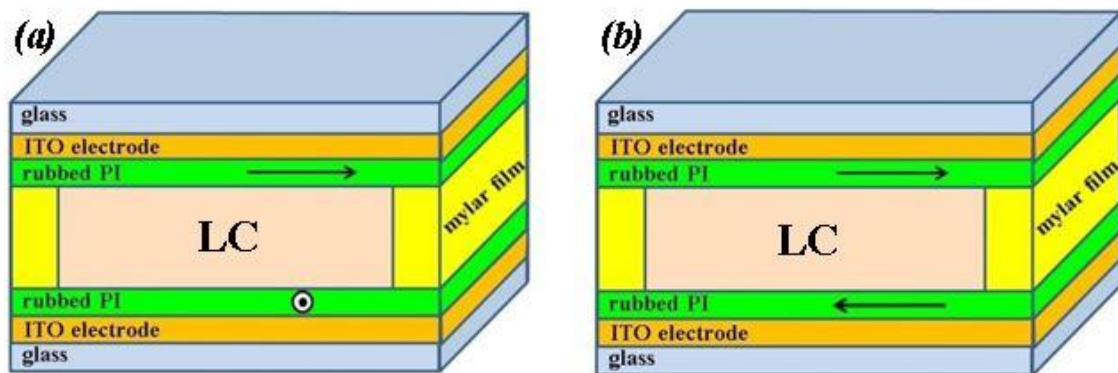 (a)
glass
ITO electrode
rubbed PI
LC
mylar film
rubbed PI
ITO electrode
glass
(b)
glass
ITO electrode
rubbed PI
LC
mylar film
rubbed PI
ITO electrode
glass